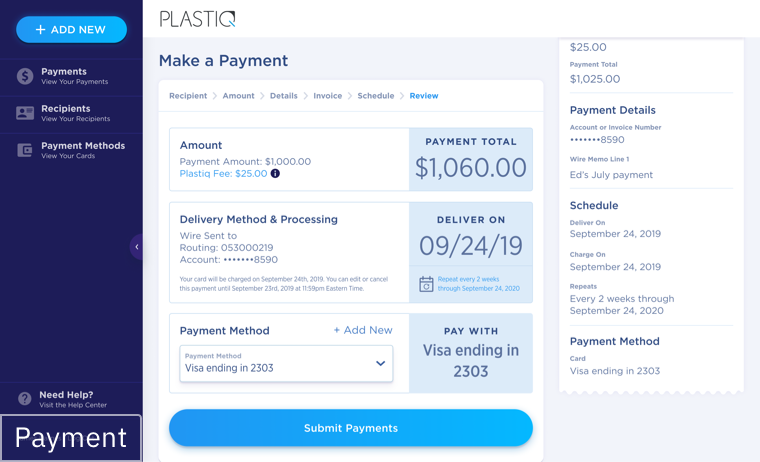 + ADD NEW
Payments
View Your Payments
Recipients
View Your Recipients
Payment Methods
View Your Cards
Need Help?
Visit the Help Center
Payment
PLASTIQ
Make a Payment
Recipient > Amount > Details > Invoice > Schedule > Review
Amount
Payment Amount: $1,000.00
Plastiq Fee: $25.00
PAYMENT TOTAL
$1,060.00
Delivery Method & Processing
Wire Sent to
Routing: 053000219
Account: •••••••8590
Your card will be charged on September 24th, 2019. You can edit or cancel
this payment until September 23rd, 2019 at 11:59pm Eastern Time.
DELIVER ON
09/24/19
Repeat every 2 weeks
through September 24, 2020
Payment Method
+ Add New
Payment Method
Visa ending in 2303
PAY WITH
Visa ending in
2303
Submit Payments
$25.00
Payment Total
$1,025.00
Payment Details
Account or Invoice Number
•••••••8590
Wire Memo Line 1
Ed's July payment
Schedule
Deliver On
September 24, 2019
Charge On
September 24, 2019
Repeats
Every 2 weeks through
September 24, 2020
Payment Method
Card
Visa ending in 2303